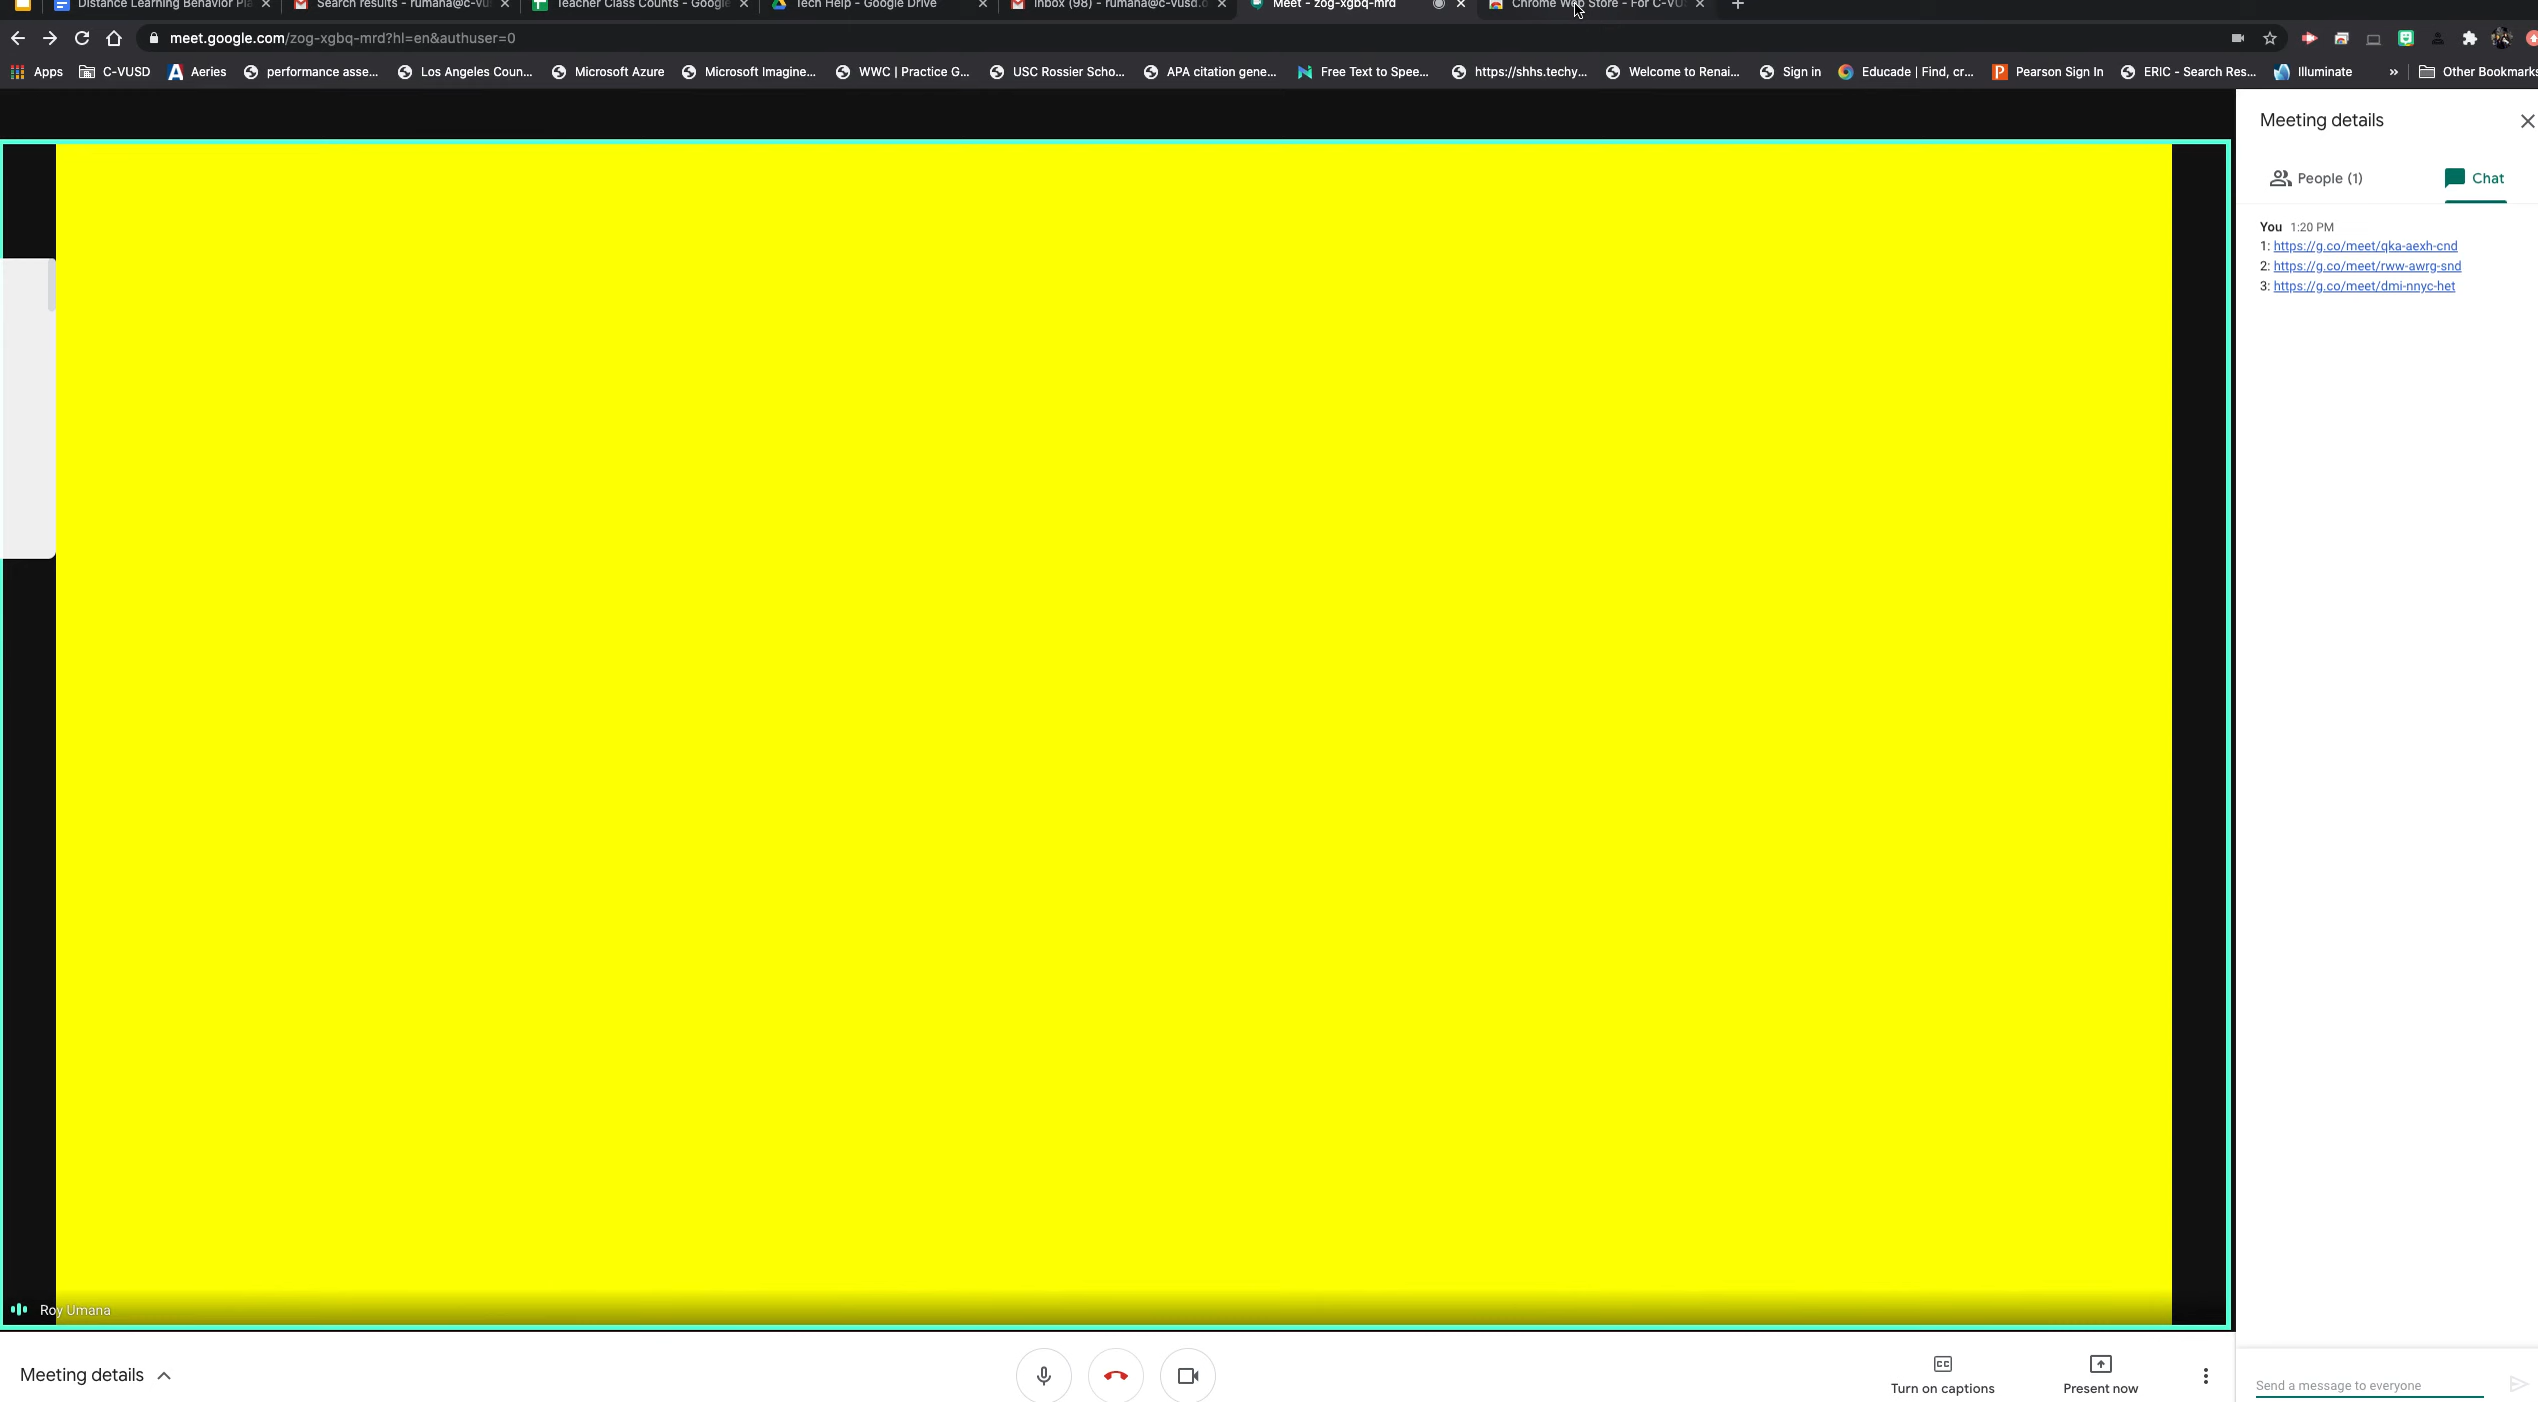 Distance Learning Behavior Pla
Search results - rumana@c-vus
Teacher Class Counts - Google
Tech Help - Google Drive
Inbox (98) - rumana@c-vusd.o
Meet - zog-xgbq-mrd
Chrome Web Store - For C-VU
meet.google.com/zog-xgbq-mrd?hl=en&authuser=0
Apps
C-VUSD
Aeries
performance asse...
Los Angeles Coun...
Microsoft Azure
Microsoft Imagine...
WWC | Practice G...
USC Rossier Scho...
APA citation gene...
Free Text to Spee...
https://shhs.techy...
Welcome to Renai...
Sign in
Educade | Find, cr...
Pearson Sign In
ERIC - Search Res...
Illuminate
»
Other Bookmarks
Meeting details
People (1)
Chat
You 1:20 PM
1: https://g.co/meet/qka-aexh-cnd
2: https://g.co/meet/rww-awrg-snd
3: https://g.co/meet/dmi-nnyc-het
Roy Umana
Meeting details
Turn on captions
Present now
Send a message to everyone